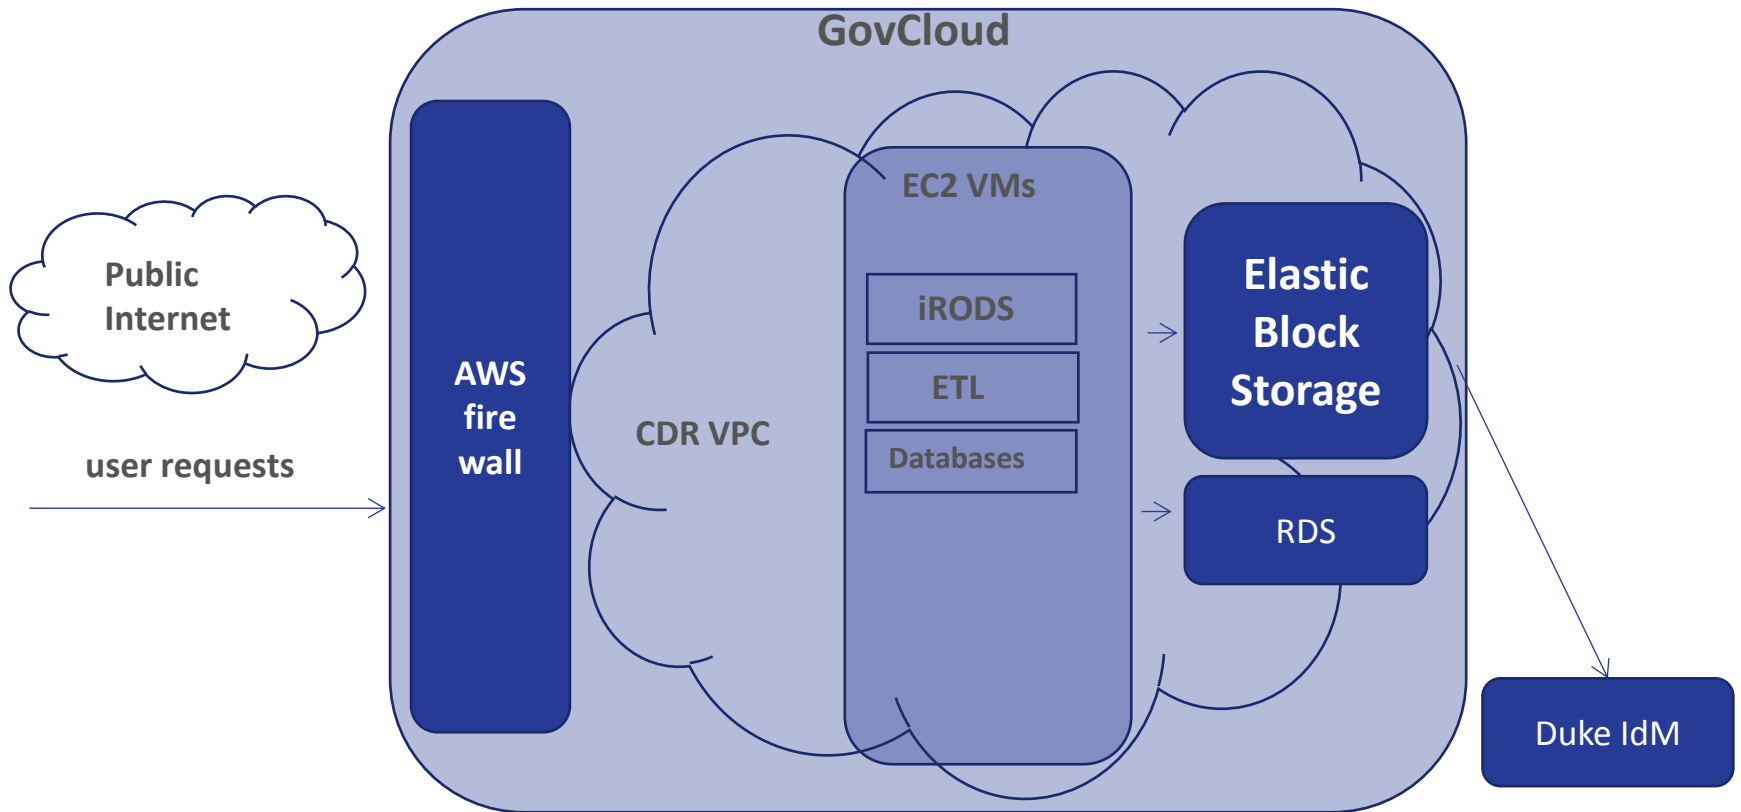 GovCloud
Public
Internet
user requests
AWS
fire
wall
CDR VPC
EC2 VMs
iRODS
ETL
Databases
Elastic
Block
Storage
RDS
Duke IdM